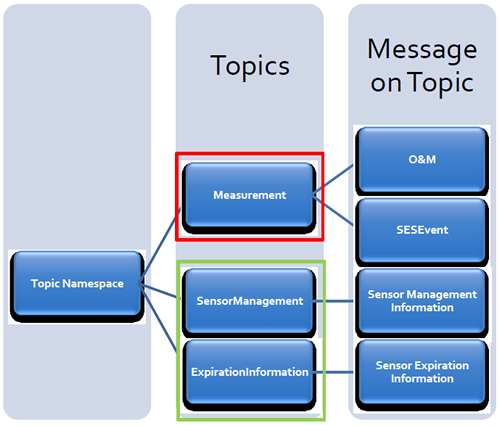 Topics
Message
on Topic
O&M
Measurement
SESEvent
Topic Namespace
SensorManagement
Sensor Management
Information
ExpirationInformation
Sensor Expiration
Information